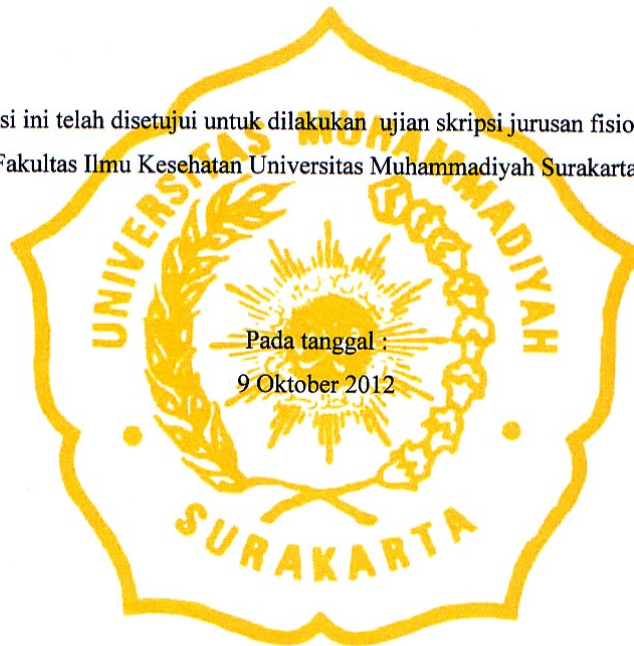 si ini telah disetujui untuk dilakukan ujian skripsi jurusan fisio
Fakultas Ilmu Kesehatan Universitas Muhammadiyah Surakarta
UNIVERSITAS MUHAMMADIYAH
Pada tanggal :
9 Oktober 2012
SURAKARTA